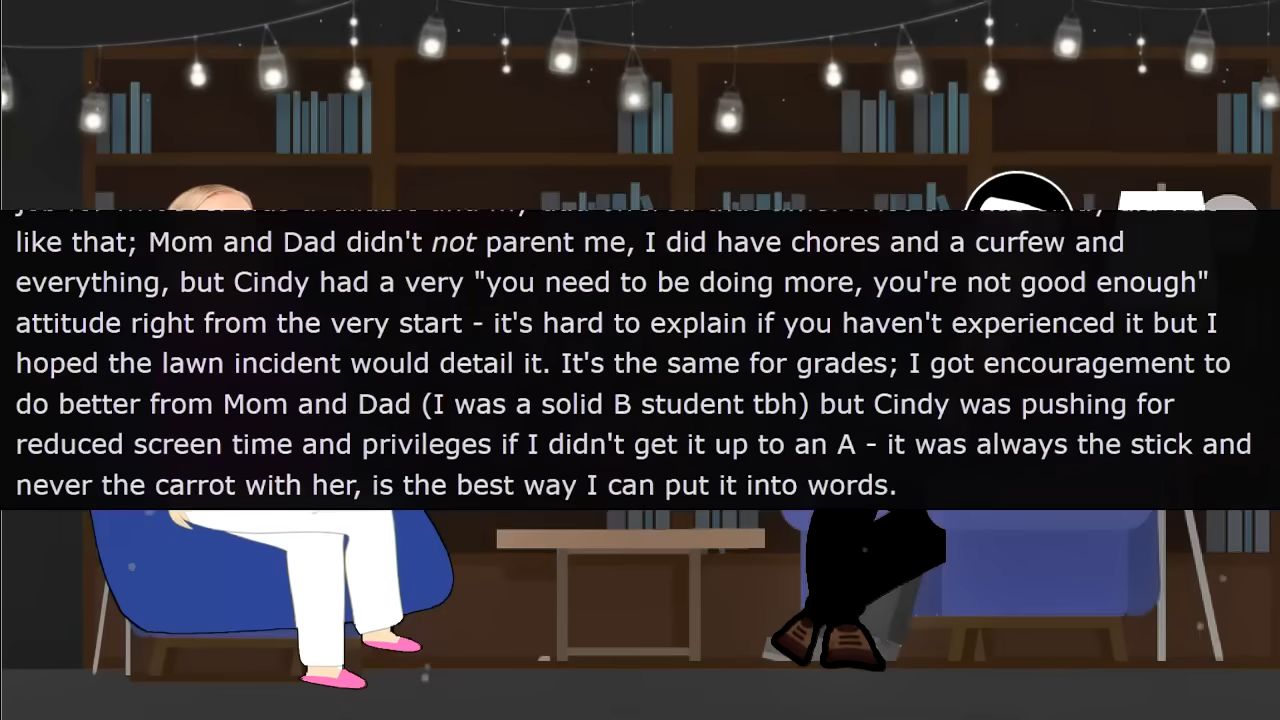 like that; Mom and Dad didn't not parent me, I did have chores and a curfew and
everything, but Cindy had a very "you need to be doing more, you're not good enough"
attitude right from the very start - it's hard to explain if you haven't experienced it but I
hoped the lawn incident would detail it. It's the same for grades; I got encouragement to
do better from Mom and Dad (I was a solid B student tbh) but Cindy was pushing for
reduced screen time and privileges if I didn't get it up to an A - it was always the stick and
never the carrot with her, is the best way I can put it into words.